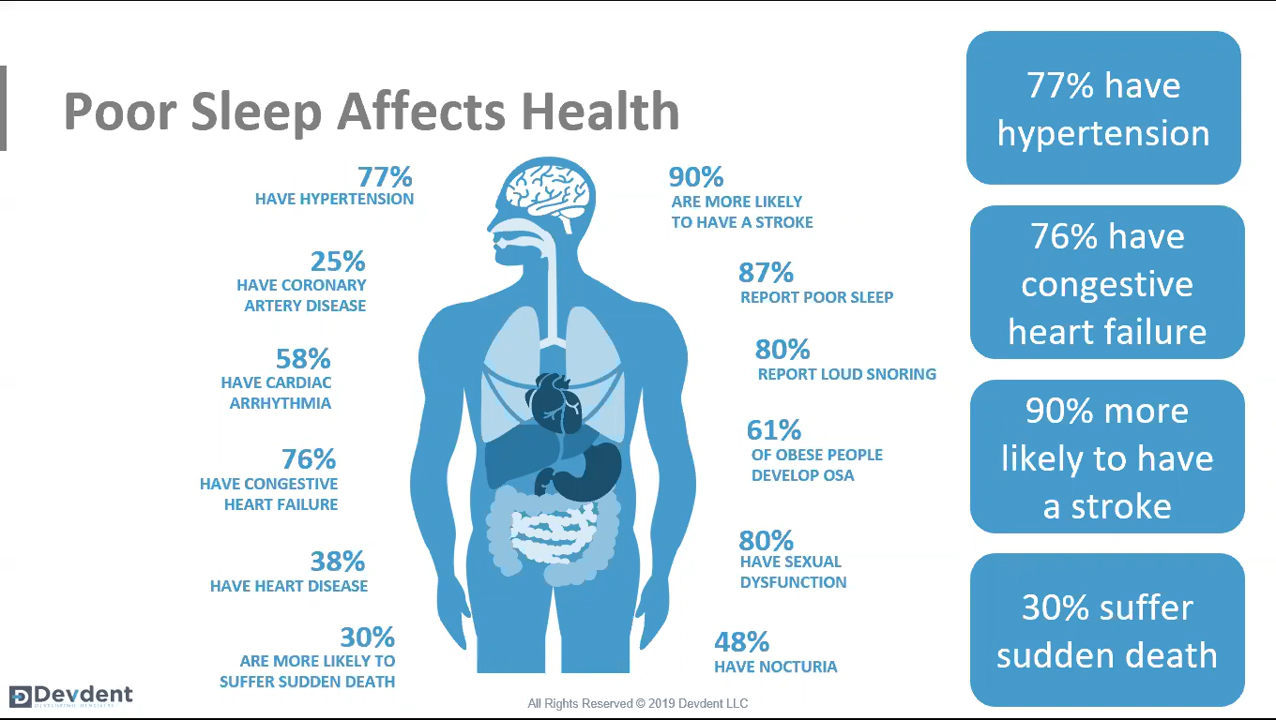 Poor Sleep Affects Health
77%
HAVE HYPERTENSION
25%
HAVE CORONARY
ARTERY DISEASE
58%
HAVE CARDIAC
ARRHYTHMIA
76%
HAVE CONGESTIVE
HEART FAILURE
38%
HAVE HEART DISEASE
30%
ARE MORE LIKELY TO
SUFFER SUDDEN DEATH
90%
ARE MORE LIKELY
TO HAVE A STROKE
87%
REPORT POOR SLEEP
80%
REPORT LOUD SNORING
61%
OF OBESE PEOPLE
DEVELOP OSA
80%
HAVE SEXUAL
DYSFUNCTION
48%
HAVE NOCTURIA
77% have
hypertension
76% have
congestive
heart failure
90% more
likely to have
a stroke
30% suffer
sudden death
Devdent
All Rights Reserved © 2019 Devdent LLC